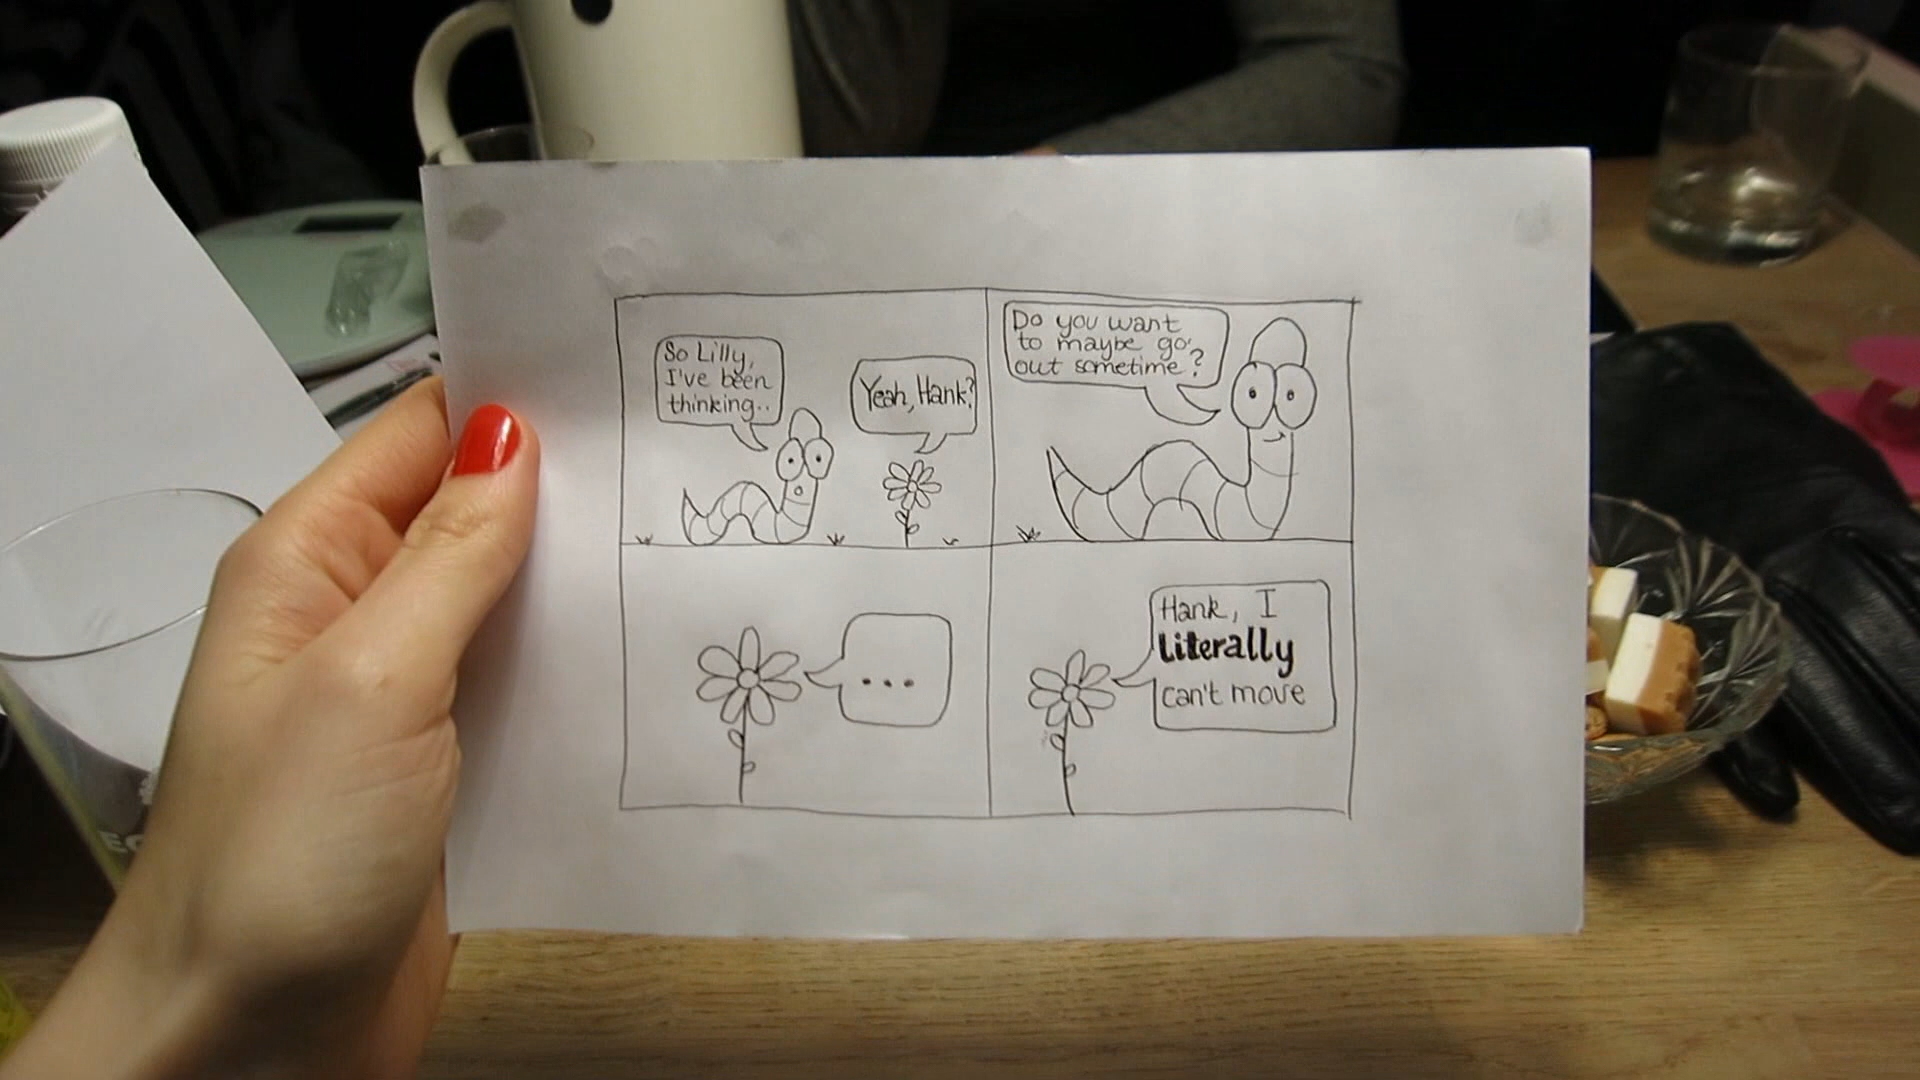 So Lilly,
I've been
thinking..
Yeah, Hank?
Do you want
to maybe go
out sometime?
...
Hank, I
literally
can't move